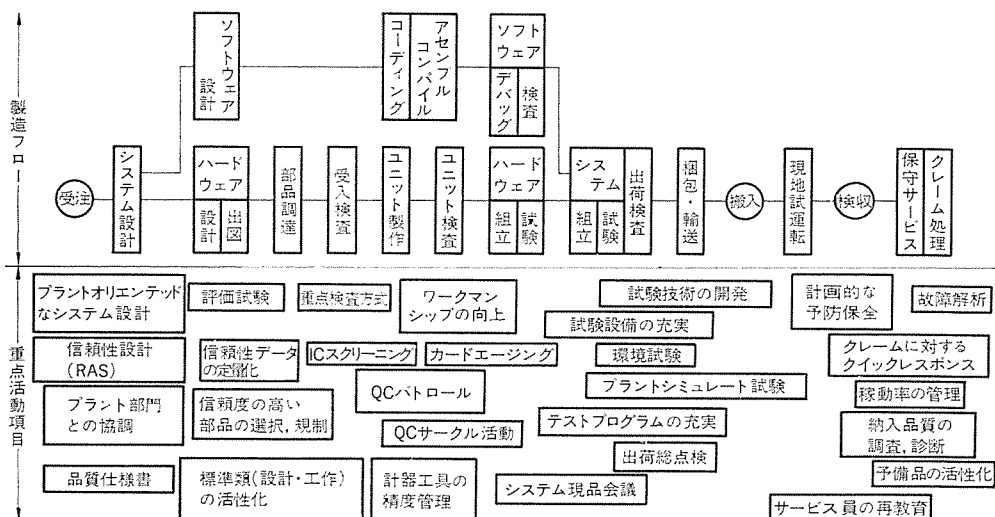 製造フロー
ソフトウェア
設計
コーディング
アセンブル
コンパイル
ソフト
ウェア
デバッグ
検査
受注
システム設計
ハード
ウェア
設計
出図
部品調達
受入検査
ユニット製作
ユニット検査
ハード
ウェア
組立
試験
シス
テム
組立
試験
出荷検査
梱包・輸送
搬入
現地試運転
検収
保守サービス
クレーム処理
重点活動項目
プラントオリエンテッド
なシステム設計
評価試験
重点検査方式
ワークマン
シップの向上
試験技術の開発
計画的な
予防保全
故障解析
試験設備の充実
信頼性設計
(RAS)
信頼性データ
の定量化
ICスクリーニング
カードエージング
環境試験
クレームに対する
クイックレスポンス
QCパトロール
プラントシミュレート試験
稼動率の管理
プラント部門
との協調
信頼度の高い
部品の選択,規制
QCサークル活動
テストプログラムの充実
納入品質の
調査,診断
出荷総点検
品質仕様書
標準類(設計・工作)
の活性化
計器工具の
精度管理
システム現品会議
予備品の活性化
サービス員の再教育